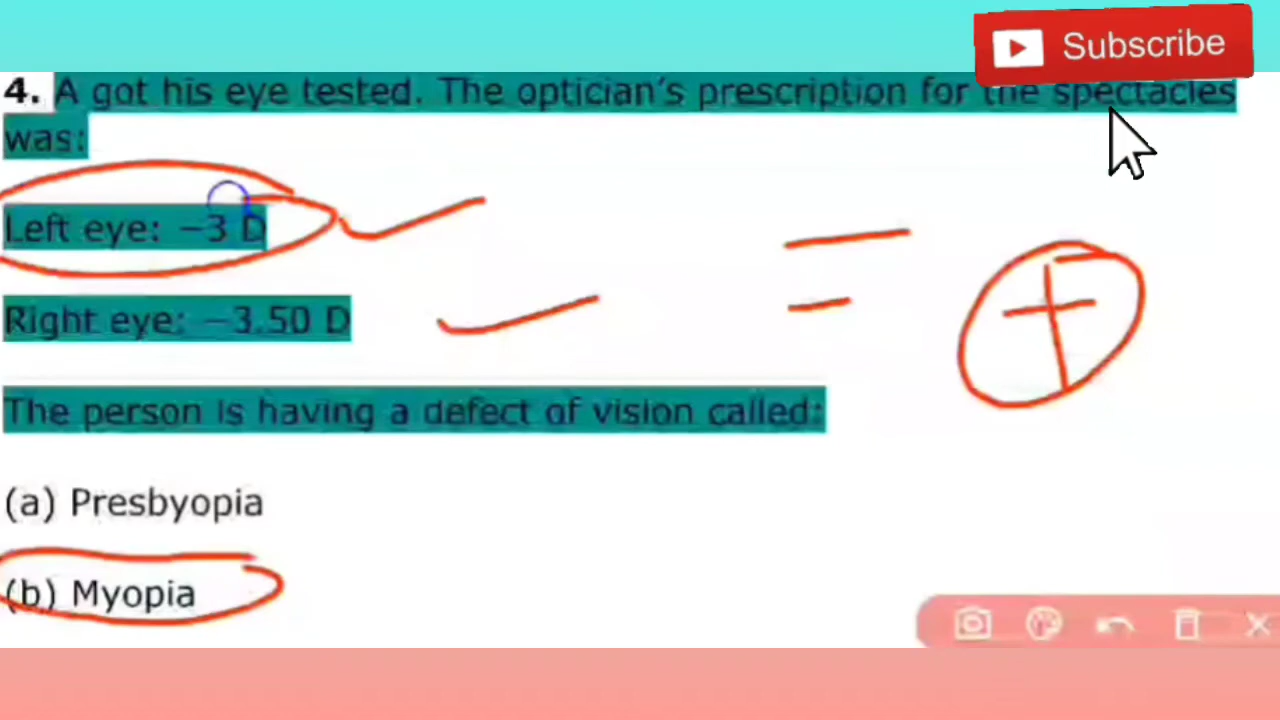 Subscribe
4. A got his eye tested. The optician's prescription for the spectacles
was:
Left eye: −3 D
Right eye: −3.50 D
The person is having a defect of vision called:
(a) Presbyopia
(b) Myopia